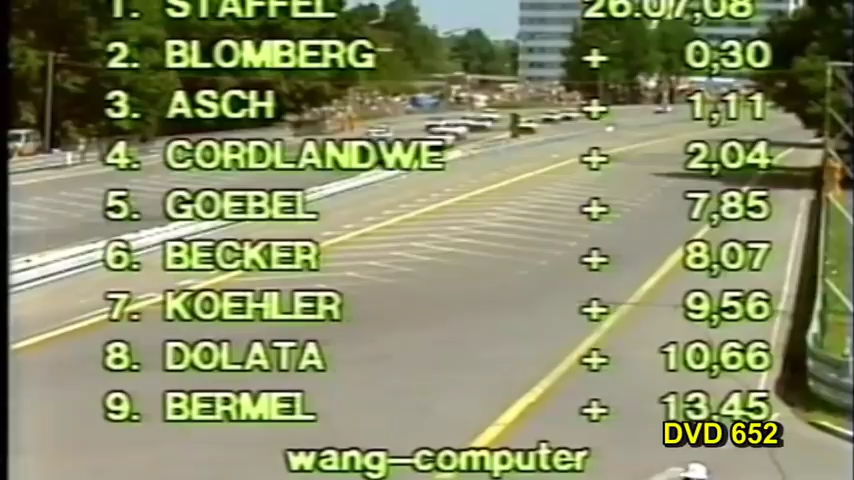 1. STAFFEL 26.07,08
2. BLOMBERG + 0,30
3. ASCH + 1,11
4. CORDLANDWE + 2,04
5. GOEBEL + 7,85
6. BECKER + 8,07
7. KOEHLER + 9,56
8. DOLATA + 10,66
9. BERMEL + 13,45
DVD 652
wang-computer